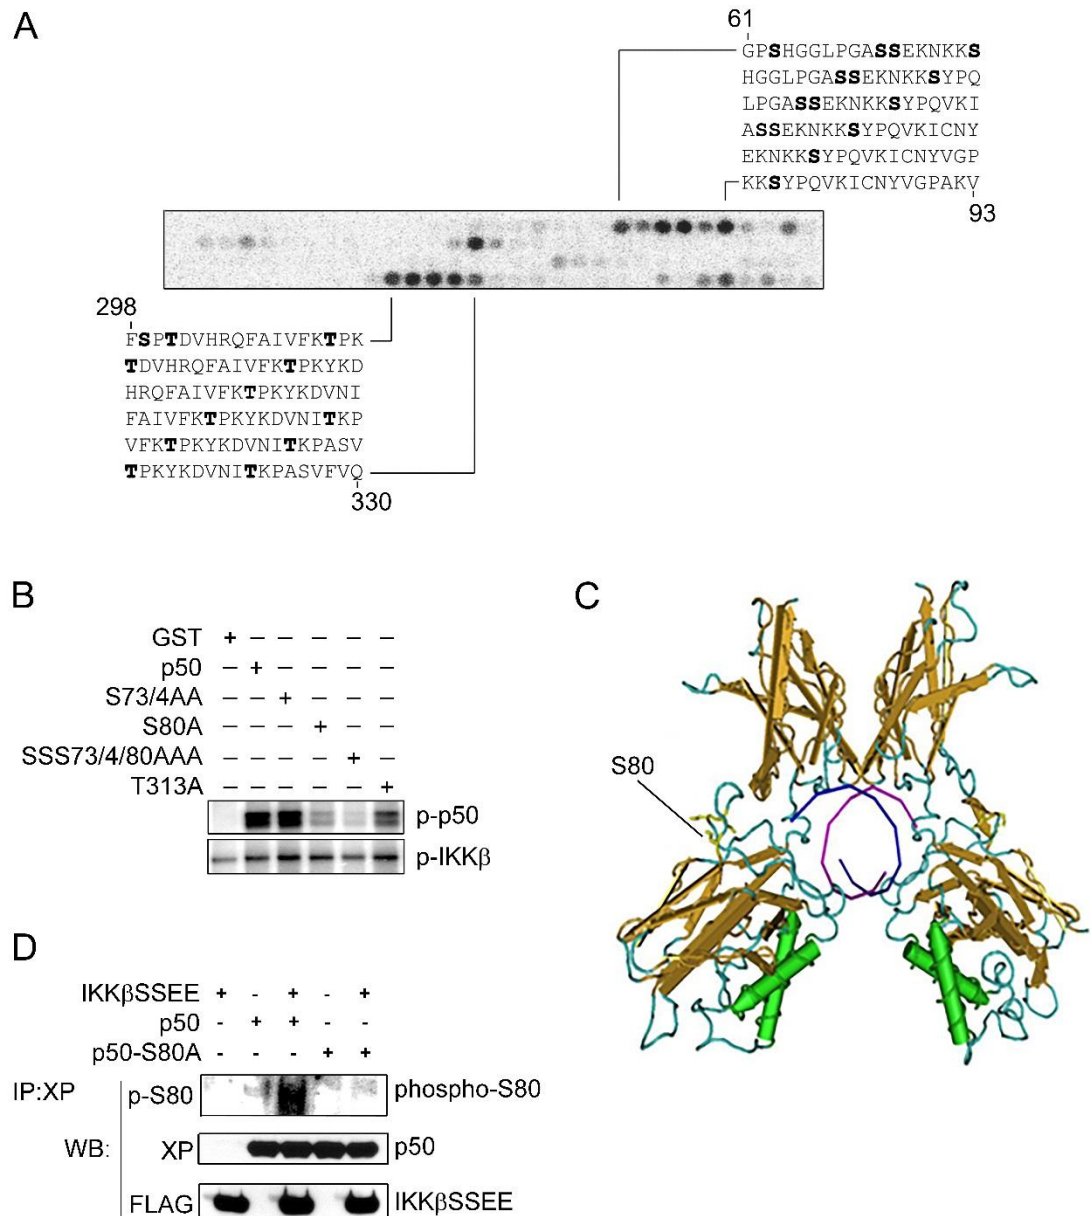 A
61
GPSHGGLPGASSEKNKKS
HGGLPGASSEKNKKSYPQ
LPGASSEKNKKSYPQVKI
ASSEKNKKSYPQVKICNY
EKNKKSYPQVKICNYVGP
KKSYPQVKICNYVGPAKV
93
298
FSPTDVHRQFAIVFKTPK
TDVHRQFAIVFKTPKYKD
HRQFAIVFKTPKYKDVNI
FAIVFKTPKYKDVNITKP
VFKTPKYKDVNITKPASV
TPKYKDVNITKPASVFVQ
330
B
GST + – – – – –
p50 – + – – – –
S73/4AA – – + – – –
S80A – – – + – –
SSS73/4/80AAA – – – – + –
T313A – – – – – +
p-p50
p-IKKβ
C
S80
D
IKKβSSEE + - + - +
p50 - + + - -
p50-S80A - - - + +
IP:XP p-S80 phospho-S80
WB: XP p50
FLAG IKKβSSEE